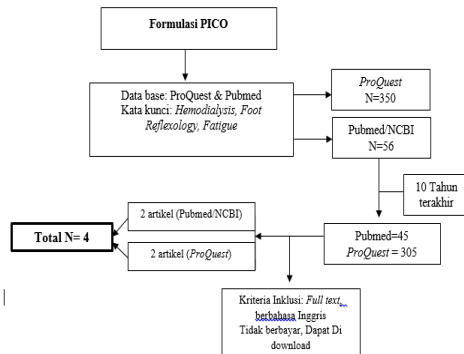 Formulasi PICO
Data base: ProQuest & Pubmed
Kata kunci: Hemodialysis, Foot
Reflexology, Fatigue
ProQuest
N=350
Pubmed/NCBI
N=56
10 Tahun
terakhir
Pubmed=45
ProQuest = 305
2 artikel (Pubmed/NCBI)
2 artikel (ProQuest)
Total N= 4
Kriteria Inklusi: Full text,
berbahasa Inggris
Tidak berbayar, Dapat Di
download